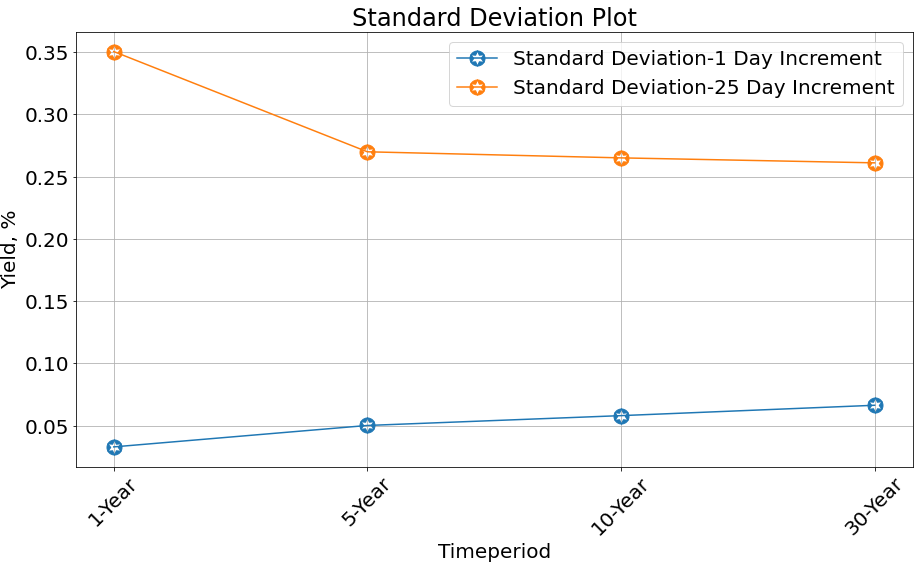 Standard Deviation Plot
Standard Deviation-1 Day Increment
Standard Deviation-25 Day Increment
0.35
0.30
0.25
0.20
0.15
0.10
0.05
Yield, %
1-Year
5-Year
10-Year
30-Year
Timeperiod